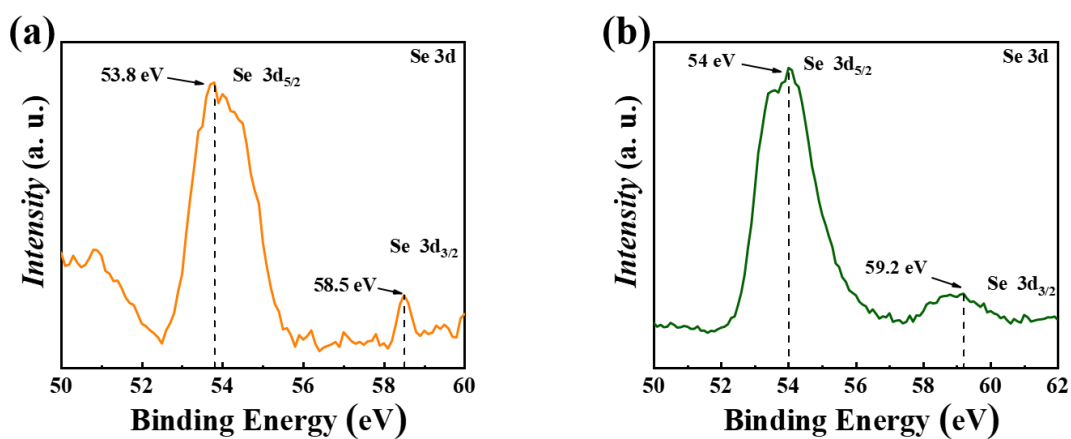 (a)
Se 3d
53.8 eV
Se 3d5/2
Se 3d3/2
58.5 eV
Intensity (a. u.)
50 52 54 56 58 60
Binding Energy (eV)
(b)
Se 3d
54 eV
Se 3d5/2
59.2 eV
Se 3d3/2
Intensity (a. u.)
50 52 54 56 58 60 62
Binding Energy (eV)